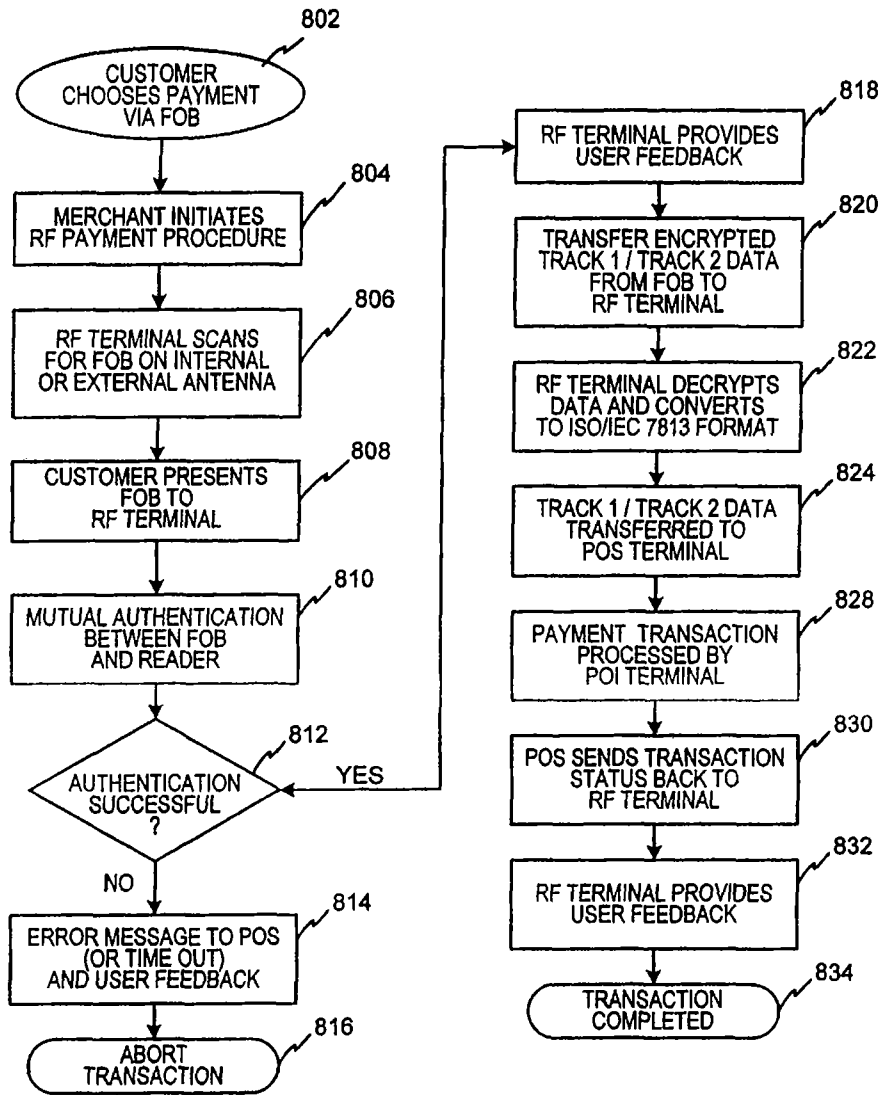 802
CUSTOMER
CHOOSES PAYMENT
VIA FOB
804
MERCHANT INITIATES
RF PAYMENT PROCEDURE
806
RF TERMINAL SCANS
FOR FOB ON INTERNAL
OR EXTERNAL ANTENNA
808
CUSTOMER PRESENTS
FOB TO
RF TERMINAL
810
MUTUAL AUTHENTICATION
BETWEEN FOB
AND READER
812
AUTHENTICATION
SUCCESSFUL
?
YES
NO
814
ERROR MESSAGE TO POS
(OR TIME OUT)
AND USER FEEDBACK
816
ABORT
TRANSACTION
818
RF TERMINAL PROVIDES
USER FEEDBACK
820
TRANSFER ENCRYPTED
TRACK 1 / TRACK 2 DATA
FROM FOB TO
RF TERMINAL
822
RF TERMINAL DECRYPTS
DATA AND CONVERTS
TO ISO/IEC 7813 FORMAT
824
TRACK 1 / TRACK 2 DATA
TRANSFERRED TO
POS TERMINAL
828
PAYMENT TRANSACTION
PROCESSED BY
POI TERMINAL
830
POS SENDS TRANSACTION
STATUS BACK TO
RF TERMINAL
832
RF TERMINAL PROVIDES
USER FEEDBACK
834
TRANSACTION
COMPLETED